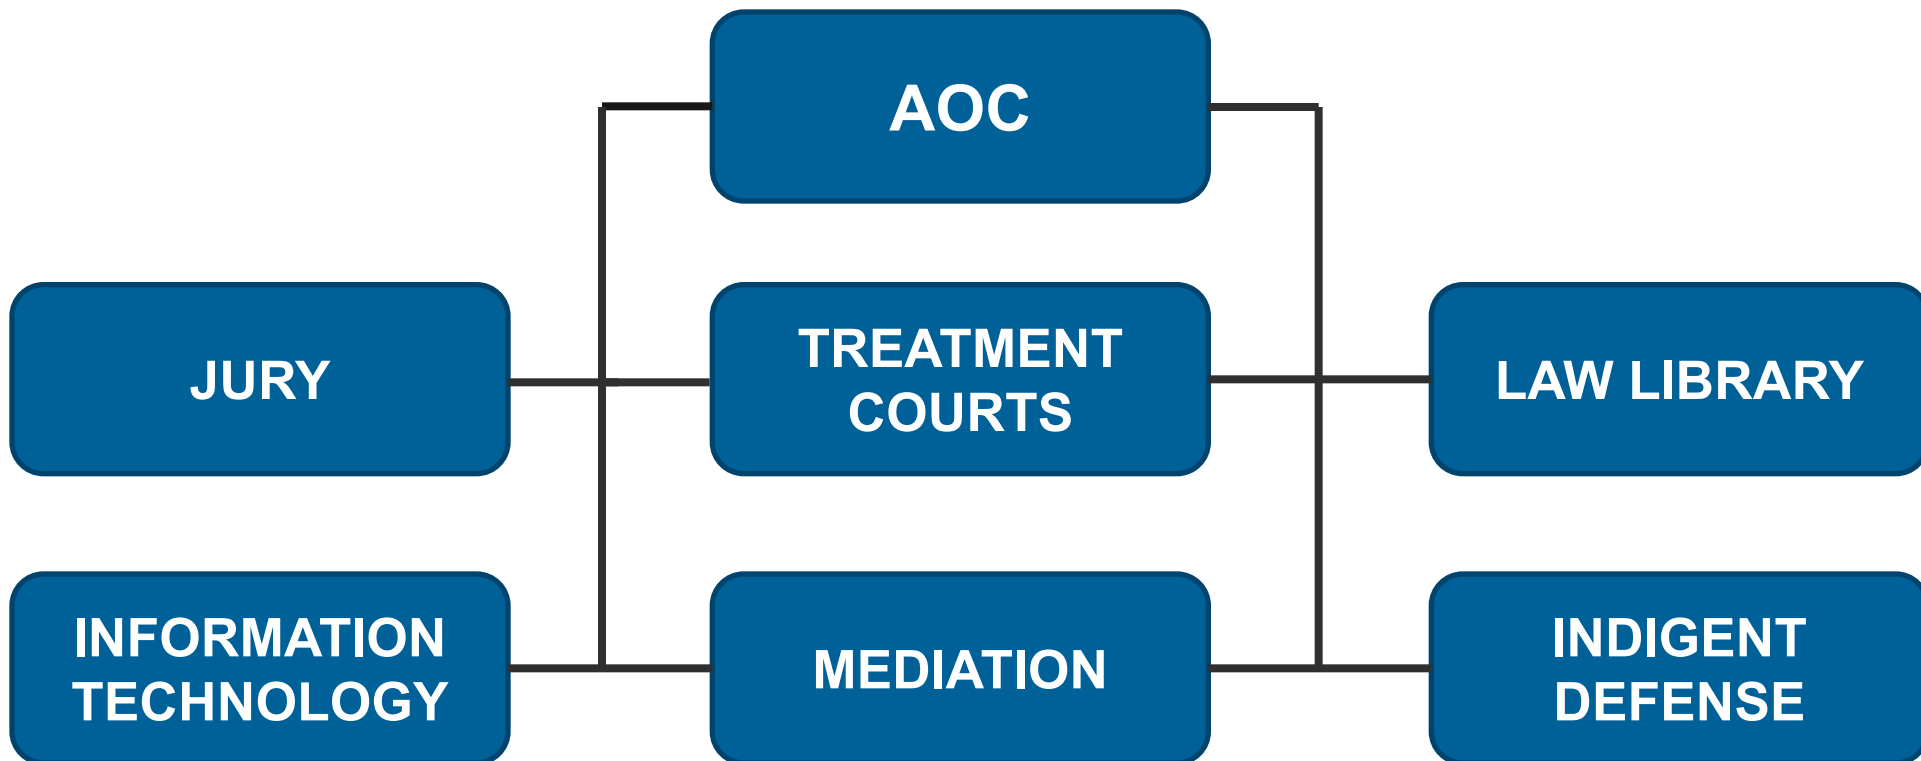 AOC
JURY
TREATMENT
COURTS
LAW LIBRARY
INFORMATION
TECHNOLOGY
MEDIATION
INDIGENT
DEFENSE